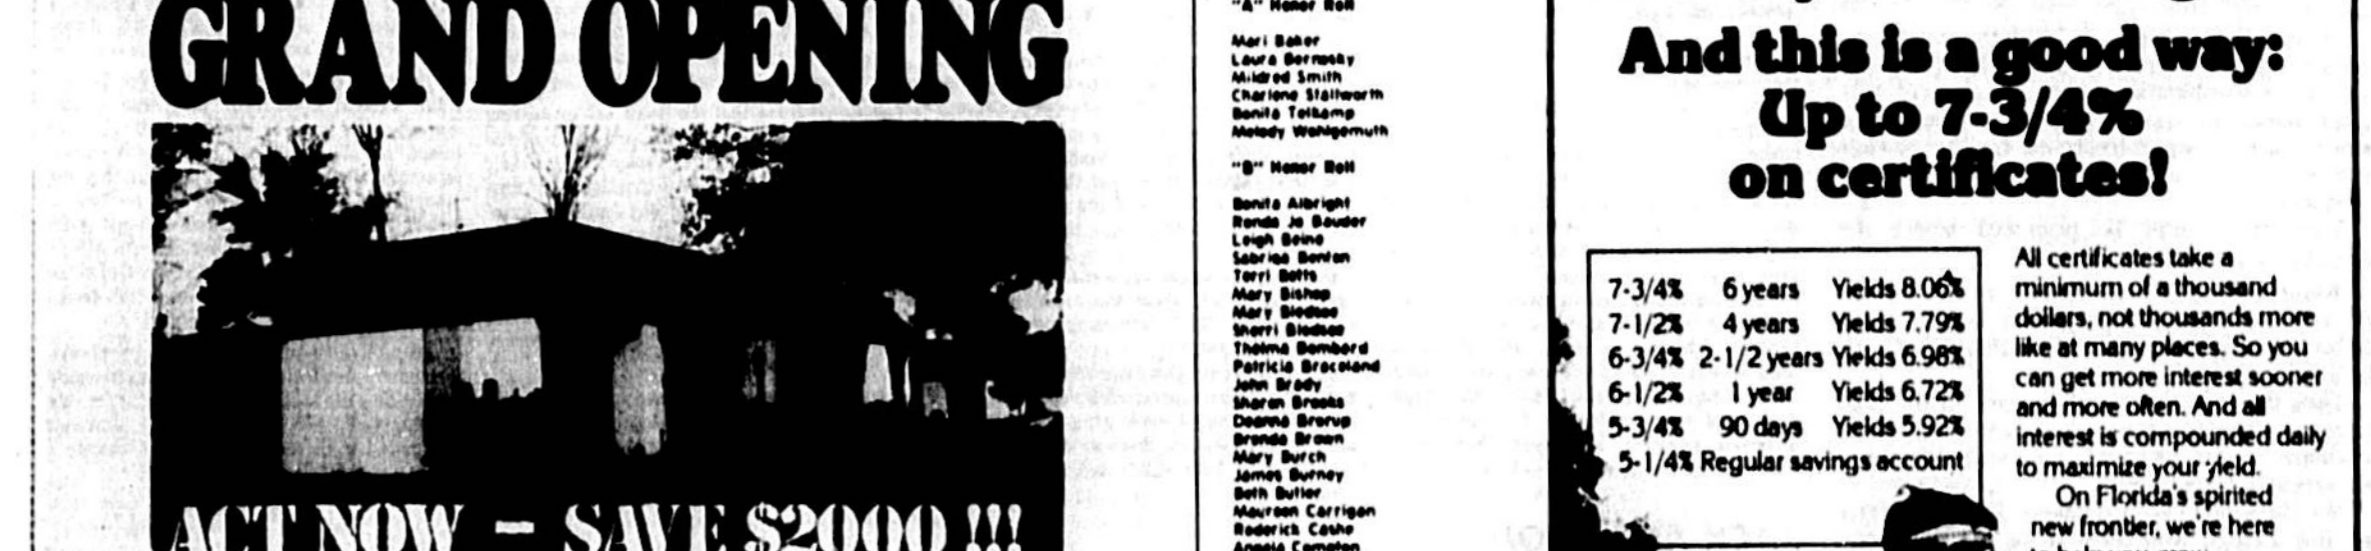 GRAND OPENING
ACT NOW - SAVE $2000 !!!
"A" Honor Roll
Mari Baker
Laura Bernosky
Mildred Smith
Charlene Stallworth
Bonita Tolkamp
Melody Wohlgemuth
"B" Honor Roll
Bonita Albright
Ronda Jo Bauder
Leigh Beine
Sabrina Benton
Terri Betts
Mary Bishop
Mary Bledsoe
Sherri Bledsoe
Thelma Bombard
Patricia Braceland
John Brady
Sharon Brooks
Deanna Brorup
Brenda Brown
Mary Burch
James Burney
Beth Butler
Maureen Carrigan
Roderick Cashe
Angela Compton
And this is a good way:
Up to 7-3/4%
on certificates!
7-3/4% 6 years Yields 8.06%
7-1/2% 4 years Yields 7.79%
6-3/4% 2-1/2 years Yields 6.98%
6-1/2% 1 year Yields 6.72%
5-3/4% 90 days Yields 5.92%
5-1/4% Regular savings account
All certificates take a
minimum of a thousand
dollars, not thousands more
like at many places. So you
can get more interest sooner
and more often. And all
interest is compounded daily
to maximize your yield.
On Florida's spirited
new frontier, we're here